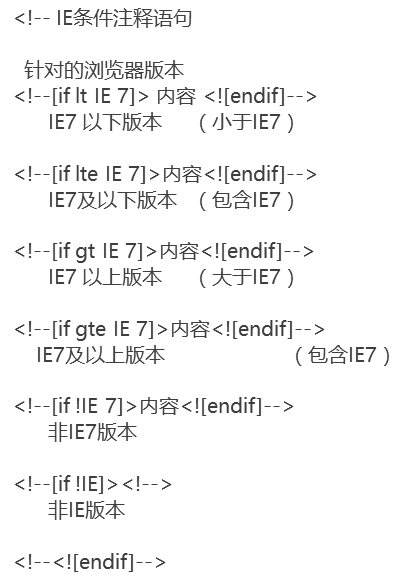 <!-- IE条件注释语句
针对的浏览器版本
<!--[if lt IE 7]> 内容 <![endif]-->
IE7 以下版本 （小于IE7）
<!--[if lte IE 7]>内容<![endif]-->
IE7及以下版本 （包含IE7）
<!--[if gt IE 7]>内容<![endif]-->
IE7 以上版本 （大于IE7）
<!--[if gte IE 7]>内容<![endif]-->
IE7及以上版本 （包含IE7）
<!--[if !IE 7]>内容<![endif]-->
非IE7版本
<!--[if !IE]><!-->
非IE版本
<!--<![endif]-->